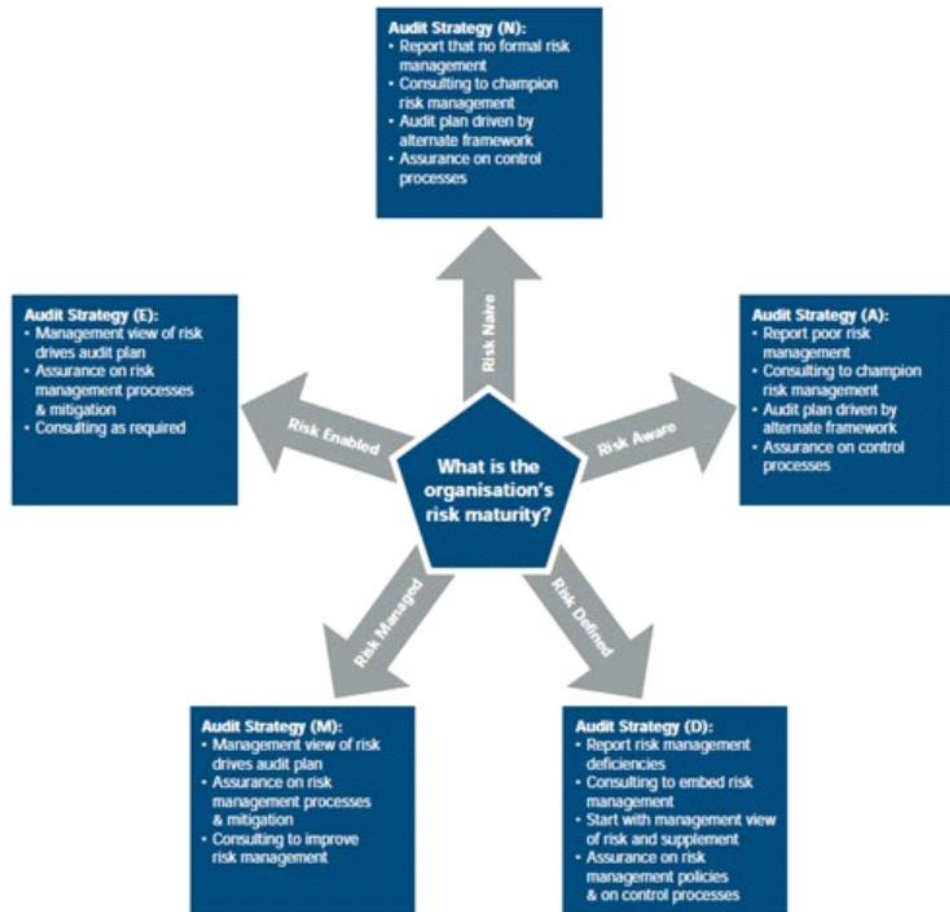 Audit Strategy (N):
• Report that no formal risk
management
• Consulting to champion
risk management
• Audit plan driven by
alternate framework
• Assurance on control
processes
Risk Naive
Audit Strategy (E):
• Management view of risk
drives audit plan
• Assurance on risk
management processes
& mitigation
• Consulting as required
Risk Enabled
Audit Strategy (A):
• Report poor risk
management
• Consulting to champion
risk management
• Audit plan driven by
alternate framework
• Assurance on control
processes
Risk Aware
What is the
organisation's
risk maturity?
Risk Managed
Risk Defined
Audit Strategy (M):
• Management view of risk
drives audit plan
• Assurance on risk
management processes
& mitigation
• Consulting to improve
risk management
Audit Strategy (D):
• Report risk management
deficiencies
• Consulting to embed risk
management
• Start with management view
of risk and supplement
• Assurance on risk
management policies
& on control processes